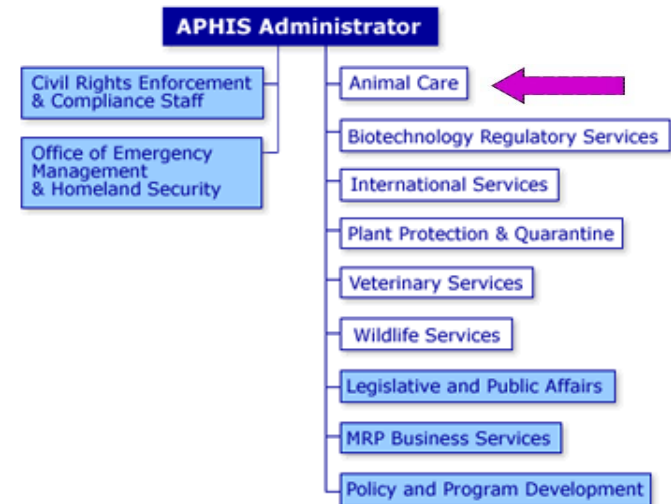 APHIS Administrator
Civil Rights Enforcement
& Compliance Staff
Office of Emergency
Management
& Homeland Security
Animal Care
Biotechnology Regulatory Services
International Services
Plant Protection & Quarantine
Veterinary Services
Wildlife Services
Legislative and Public Affairs
MRP Business Services
Policy and Program Development